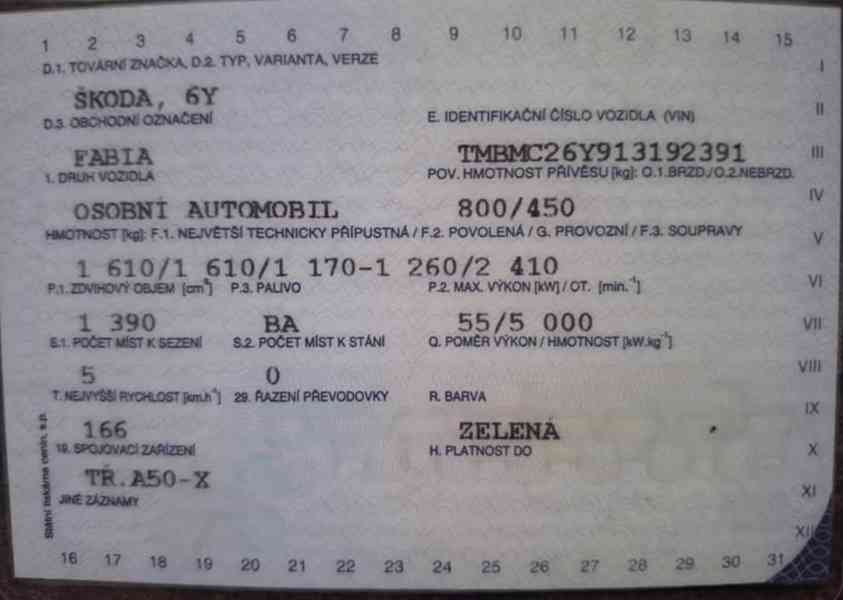 1 2 3 4 5 6 7 8 9 10 11 12 13 14 15
D.1. TOVÁRNÍ ZNAČKA, D.2. TYP, VARIANTA, VERZE
I
ŠKODA, 6Y
II
D.3. OBCHODNÍ OZNAČENÍ E. IDENTIFIKAČNÍ ČÍSLO VOZIDLA (VIN)
FABIA TMBMC26Y913192391
III
1. DRUH VOZIDLA POV. HMOTNOST PŘÍVĚSU [kg]: O.1.BRZD./O.2.NEBRZD.
IV
OSOBNÍ AUTOMOBIL 800/450
HMOTNOST [kg]: F.1. NEJVĚTŠÍ TECHNICKY PŘÍPUSTNÁ / F.2. POVOLENÁ / G. PROVOZNÍ / F.3. SOUPRAVY
V
1 610/1 610/1 170-1 260/2 410
VI
P.1. ZDVIHOVÝ OBJEM [cm³] P.3. PALIVO P.2. MAX. VÝKON [kW] / OT. [min.⁻¹]
1 390 BA 55/5 000
VII
S.1. POČET MÍST K SEZENÍ S.2. POČET MÍST K STÁNÍ Q. POMĚR VÝKON / HMOTNOST [kW.kg⁻¹]
VIII
5 0
T. NEJVYŠŠÍ RYCHLOST [km.h⁻¹] 29. ŘAZENÍ PŘEVODOVKY R. BARVA
IX
166 ZELENÁ
19. SPOJOVACÍ ZAŘÍZENÍ H. PLATNOST DO
X
TŘ.A50-X
XI
JINÉ ZÁZNAMY
XII
Státní tiskárna cenin, s.p.
16 17 18 19 20 21 22 23 24 25 26 27 28 29 30 31